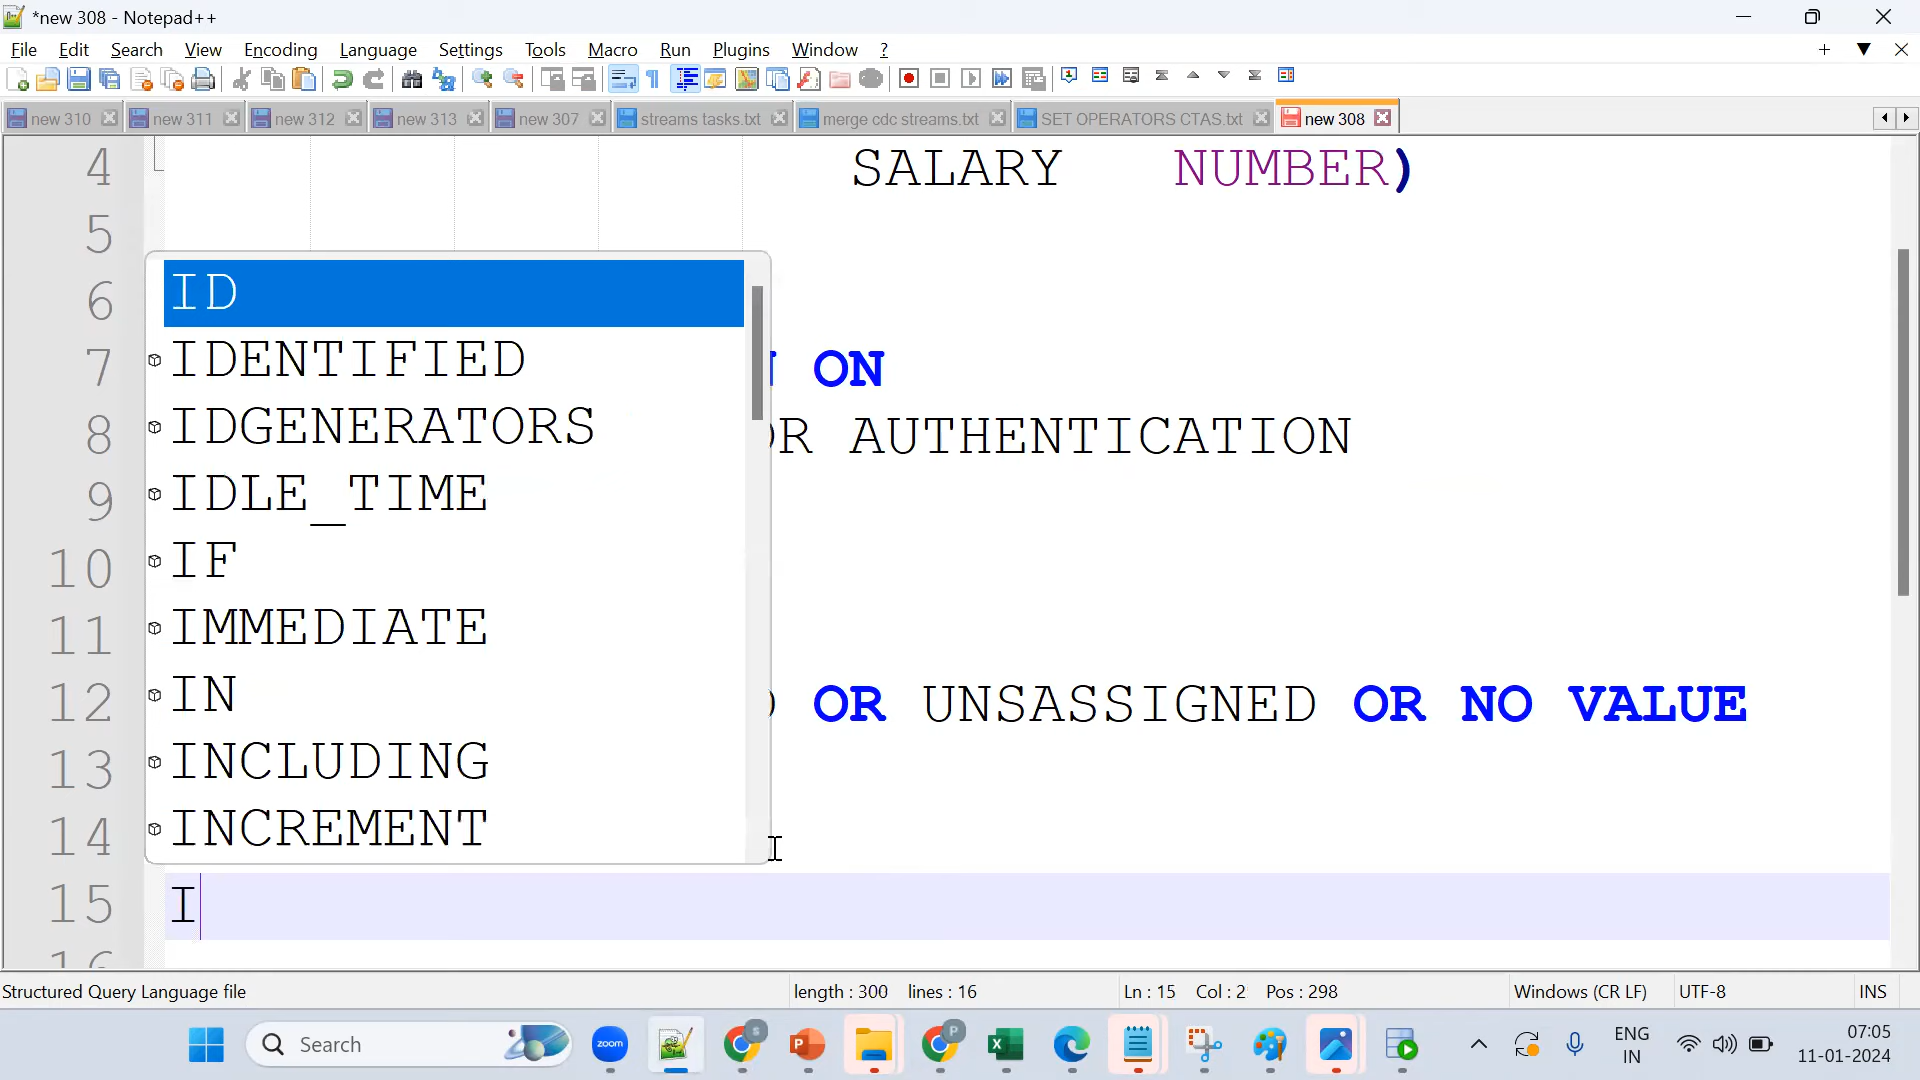 *new 308 - Notepad++
File Edit Search View Encoding Language Settings Tools Macro Run Plugins Window ?
new 310 new 311 new 312 new 313 new 307 streams tasks.txt merge cdc streams.txt SET OPERATORS CTAS.txt new 308
4 SALARY NUMBER)
5
6 ID
7 IDENTIFIED ON
8 IDGENERATORS OR AUTHENTICATION
9 IDLE_TIME
10 IF
11 IMMEDIATE
12 IN OR UNSASSIGNED OR NO VALUE
13 INCLUDING
14 INCREMENT
15 I
16
Structured Query Language file length : 300 lines : 16 Ln : 15 Col : 2 Pos : 298 Windows (CR LF) UTF-8 INS
Search zoom ENG 07:05
IN 11-01-2024